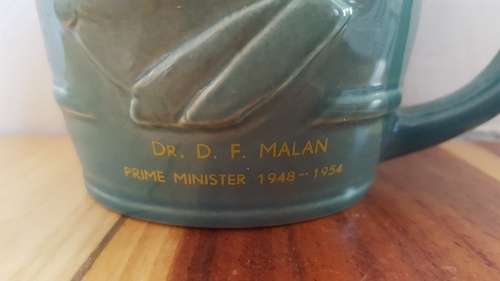 DR. D. F. MALAN
PRIME MINISTER 1948--1954